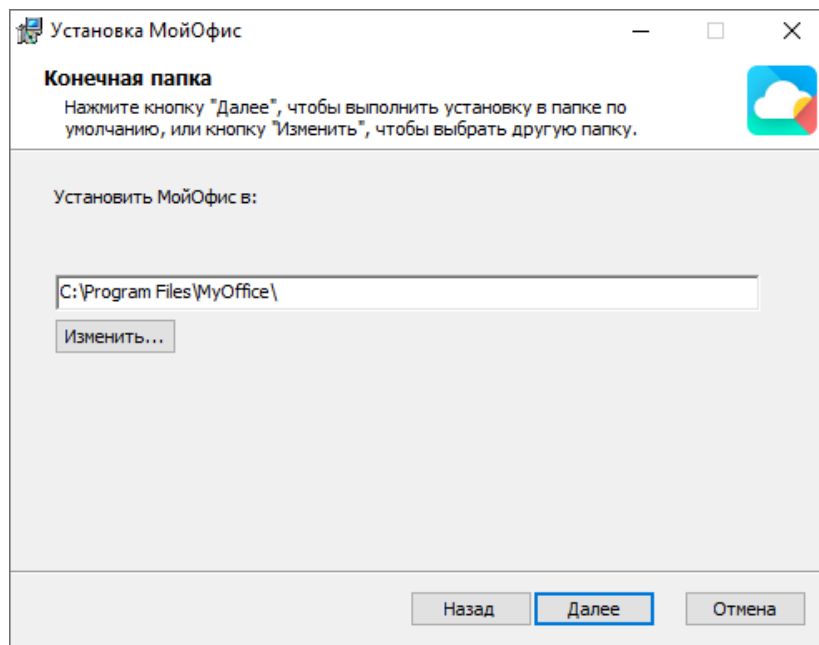 Установка МойОфис
Конечная папка
Нажмите кнопку "Далее", чтобы выполнить установку в папке по
умолчанию, или кнопку "Изменить", чтобы выбрать другую папку.
Установить МойОфис в:
C:\Program Files\MyOffice\
Изменить...
Назад Далее Отмена